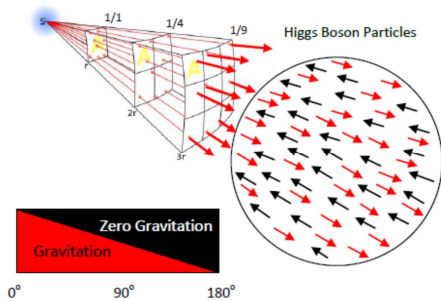 S
1/1
1/4
1/9
A
A
A
r
2r
3r
Higgs Boson Particles
Zero Gravitation
Gravitation
0°
90°
180°